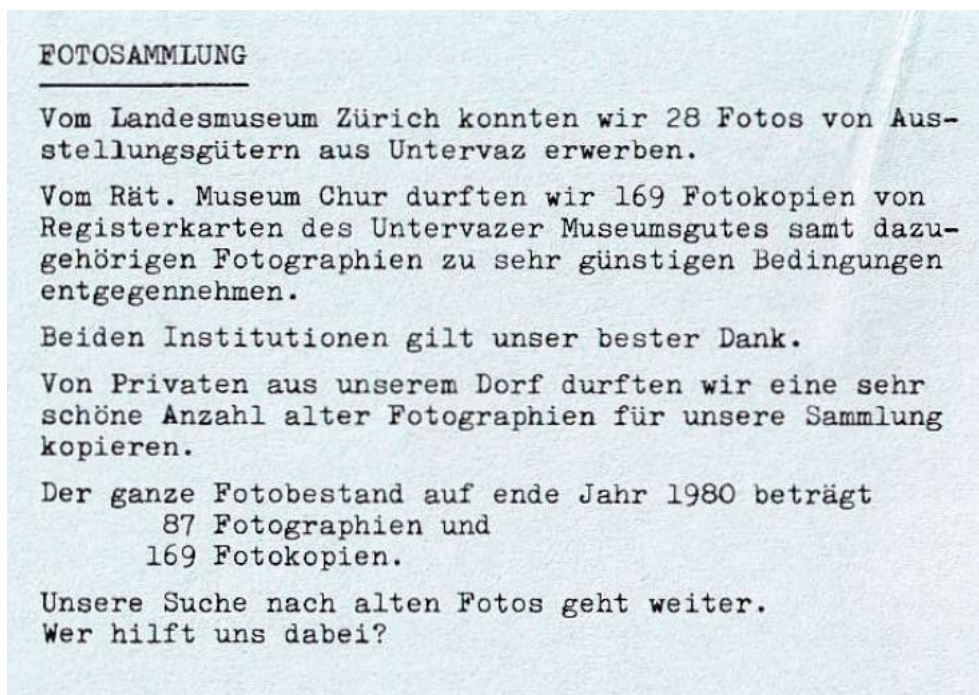 FOTOSAMMLUNG
Vom Landesmuseum Zürich konnten wir 28 Fotos von Aus-
stellungsgütern aus Untervaz erwerben.
Vom Rät. Museum Chur durften wir 169 Fotokopien von
Registerkarten des Untervazer Museumsgutes samt dazu-
gehörigen Fotographien zu sehr günstigen Bedingungen
entgegennehmen.
Beiden Institutionen gilt unser bester Dank.
Von Privaten aus unserem Dorf durften wir eine sehr
schöne Anzahl alter Fotographien für unsere Sammlung
kopieren.
Der ganze Fotobestand auf ende Jahr 1980 beträgt
87 Fotographien und
169 Fotokopien.
Unsere Suche nach alten Fotos geht weiter.
Wer hilft uns dabei?